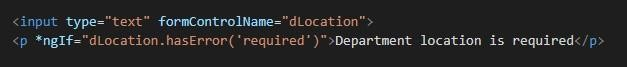 <input type="text" formControlName="dLocation">
<p *ngIf="dLocation.hasError('required')">Department location is required</p>